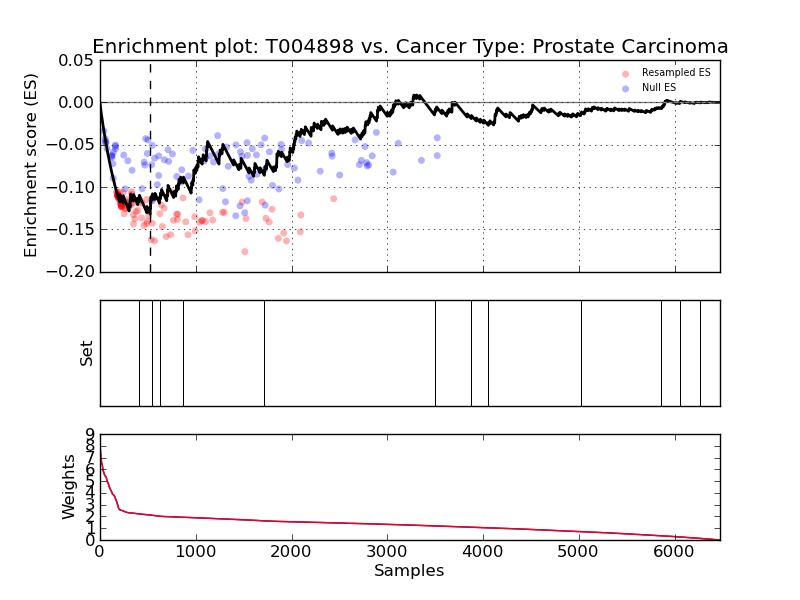 Enrichment plot: T004898 vs. Cancer Type: Prostate Carcinoma
Enrichment score (ES)
0.05
0.00
−0.05
−0.10
−0.15
−0.20
Resampled ES
Null ES
Set
Weights
9
8
7
6
5
4
3
2
1
0
0 1000 2000 3000 4000 5000 6000
Samples